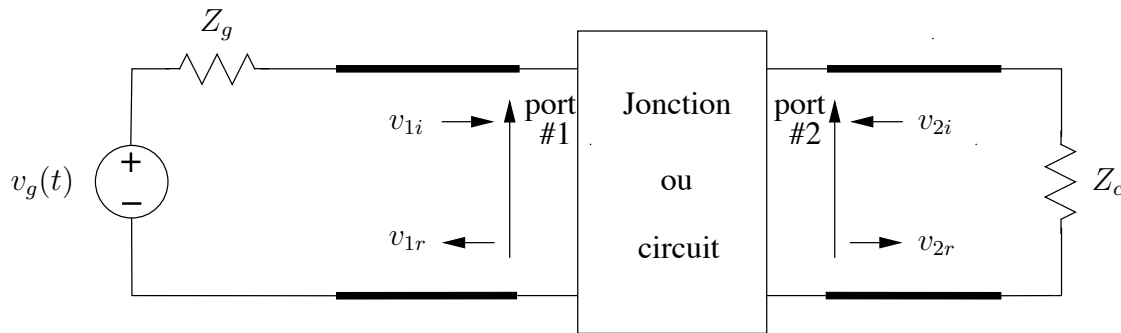 Z_g
port
#1
Jonction
ou
circuit
port
#2
v_{1i}
v_{2i}
v_g(t)
+
−
Z_c
v_{1r}
v_{2r}